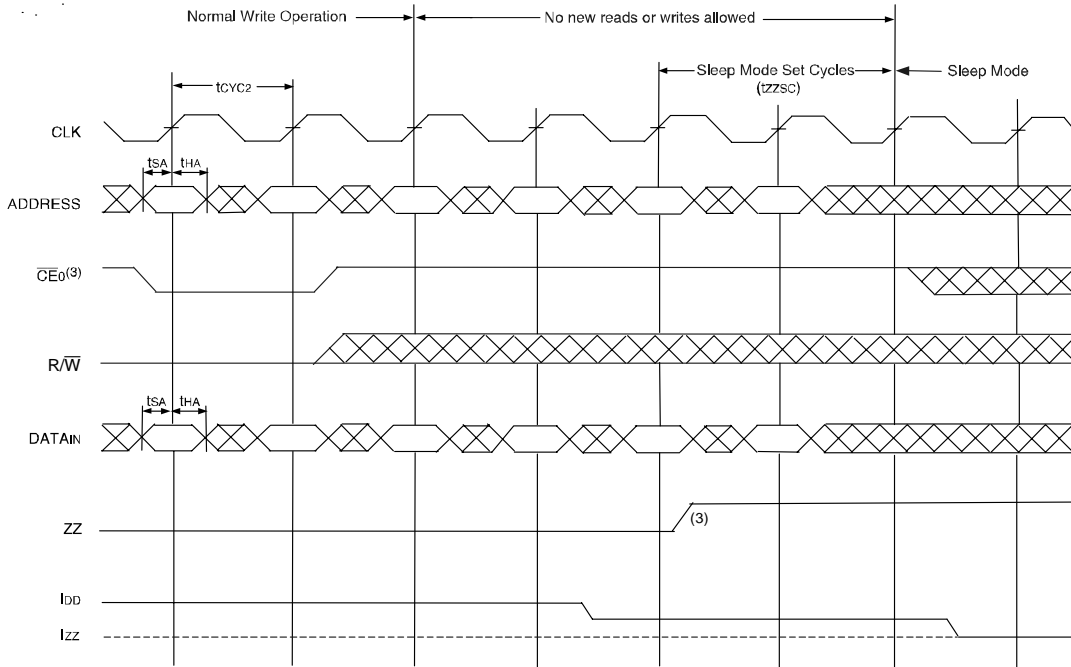 Normal Write Operation
No new reads or writes allowed
Sleep Mode Set Cycles
(tZZSC)
Sleep Mode
tCYC2
CLK
tSA tHA
ADDRESS
CE0(3)
R/W
tSA tHA
DATAIN
ZZ
(3)
IDD
IZZ